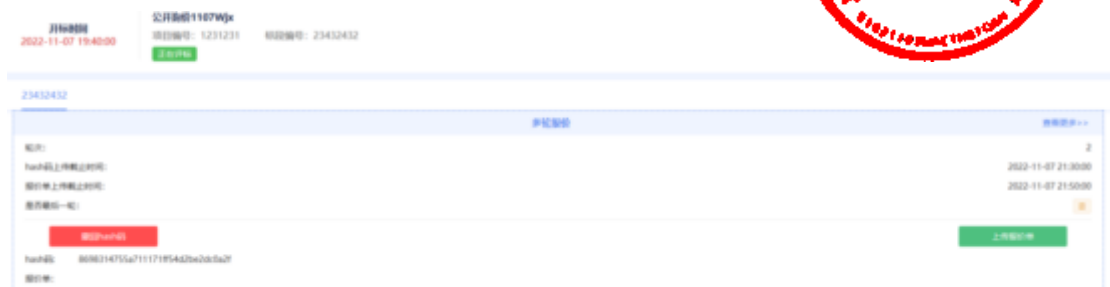 开标时间
2022-11-07 19:40:00
公开询价1107Wjx
项目编号：1231231 标段编号：23432432
正在评标
23432432
多轮报价 查看更多>>
轮次： 2
hash码上传截止时间： 2022-11-07 21:30:00
报价单上传截止时间： 2022-11-07 21:50:00
是否最后一轮：
撤回hash码 上传报价单
hash码：
报价单：